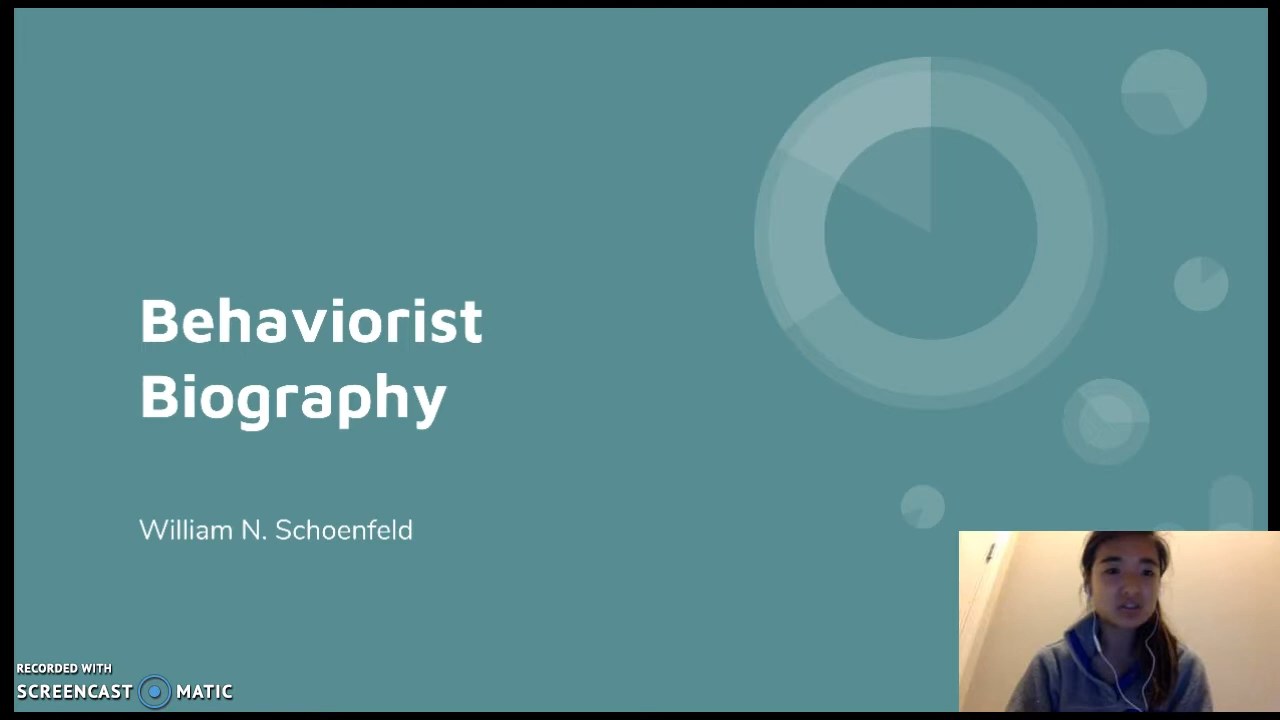 Behaviorist
Biography
William N. Schoenfeld
RECORDED WITH
SCREENCAST MATIC